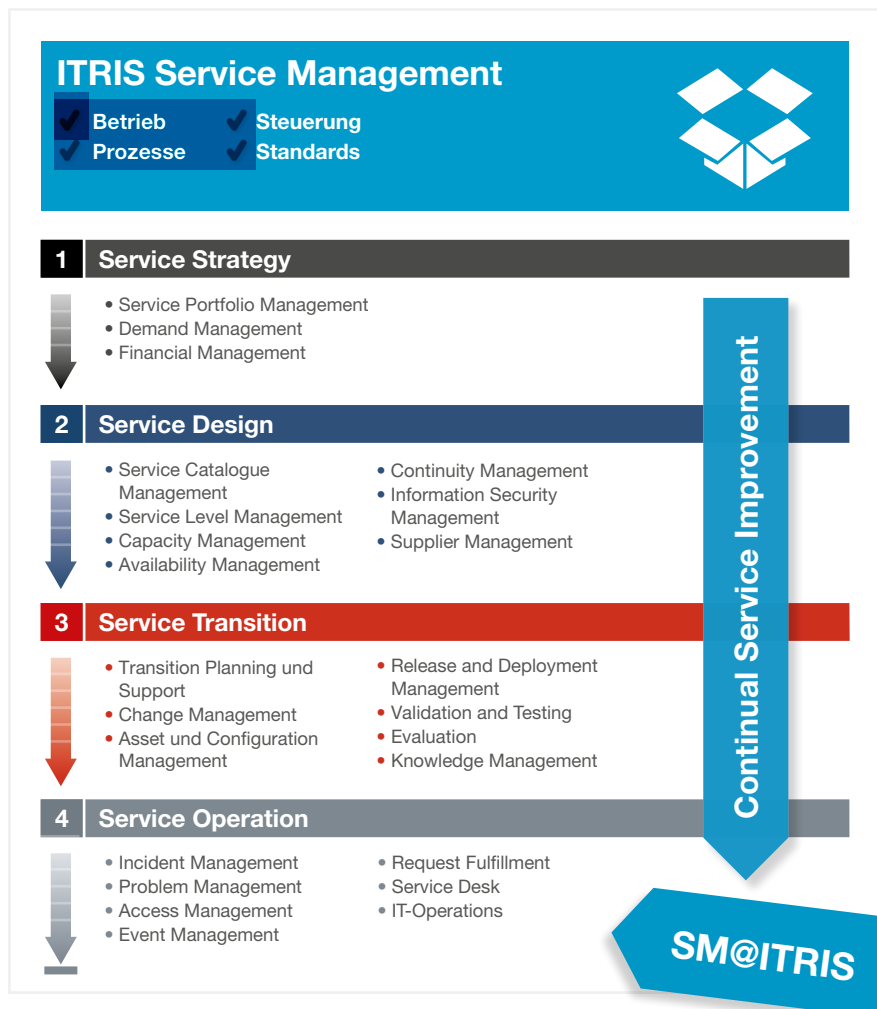 ITRIS Service Management
✔ Betrieb ✔ Steuerung
✔ Prozesse ✔ Standards
1 Service Strategy
• Service Portfolio Management
• Demand Management
• Financial Management
2 Service Design
• Service Catalogue
Management
• Service Level Management
• Capacity Management
• Availability Management
• Continuity Management
• Information Security
Management
• Supplier Management
3 Service Transition
• Transition Planning und
Support
• Change Management
• Asset und Configuration
Management
• Release and Deployment
Management
• Validation and Testing
• Evaluation
• Knowledge Management
4 Service Operation
• Incident Management
• Problem Management
• Access Management
• Event Management
• Request Fulfillment
• Service Desk
• IT-Operations
Continual Service Improvement
SM@ITRIS